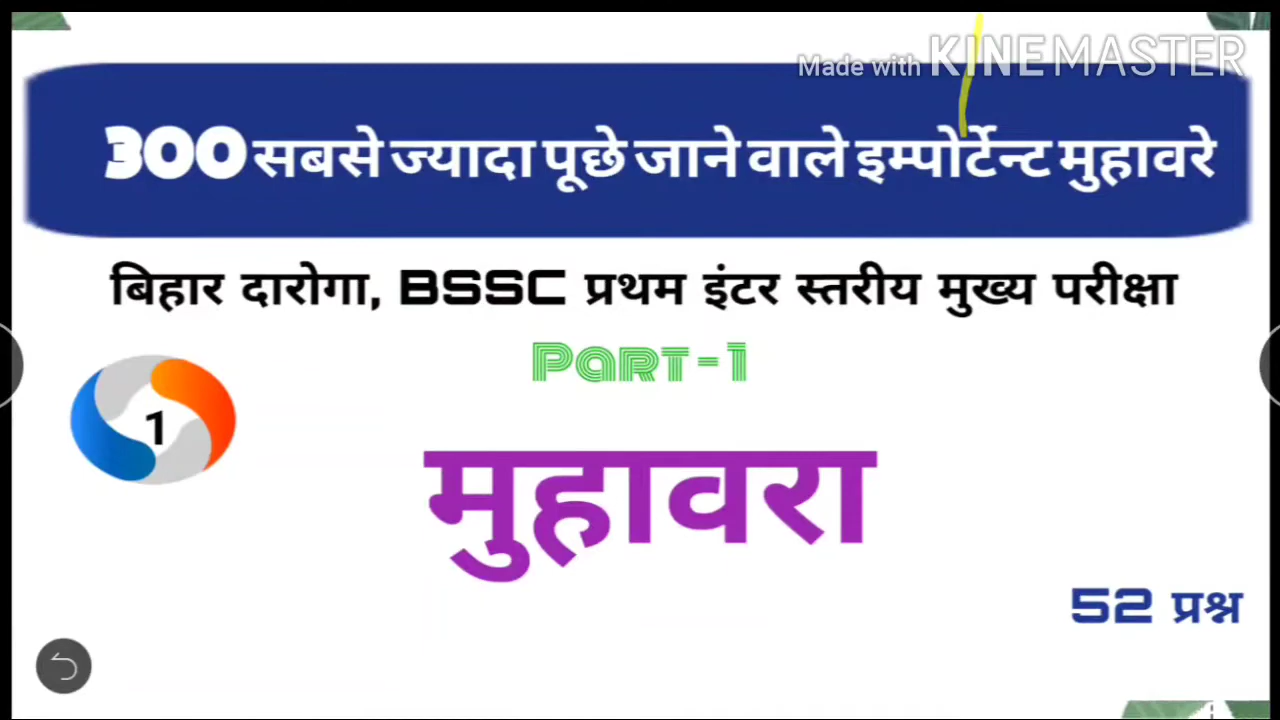 Made with KINEMASTER
300 सबसे ज्यादा पूछे जाने वाले इम्पोर्टेन्ट मुहावरे
बिहार दारोगा, BSSC प्रथम इंटर स्तरीय मुख्य परीक्षा
PART-1
1
मुहावरा
52 प्रश्न